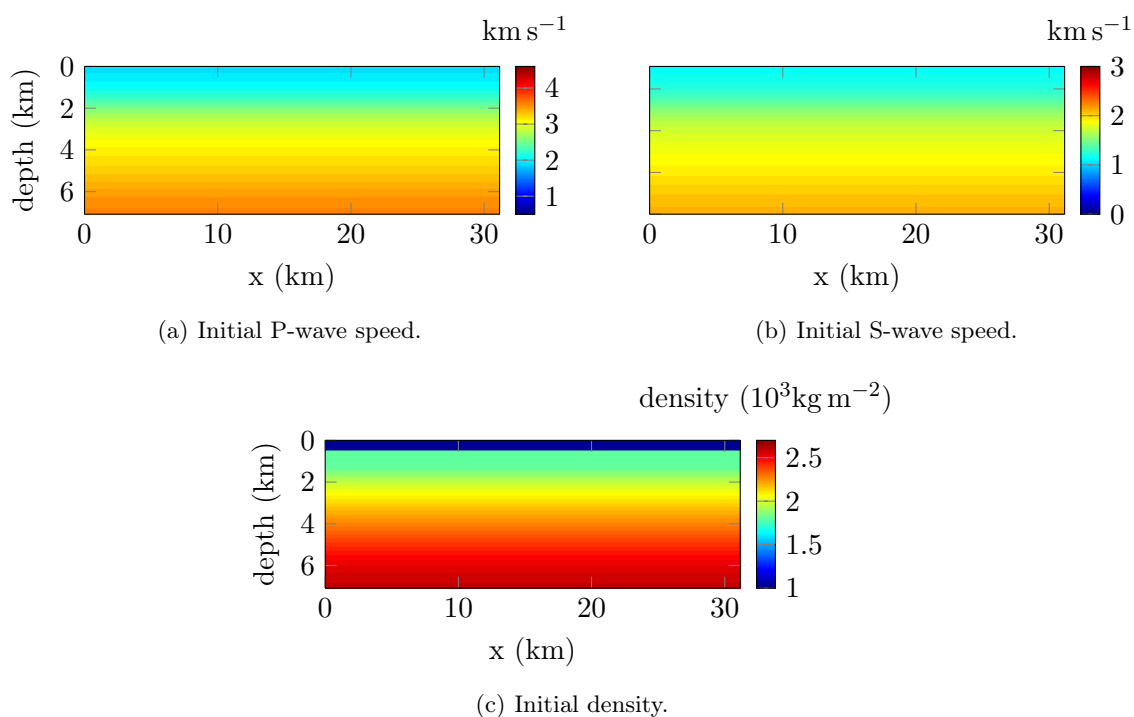 km s⁻¹
0
2
4
6
depth (km)
0 10 20 30
x (km)
4
3
2
1
(a) Initial P-wave speed.
km s⁻¹
0 10 20 30
x (km)
3
2
1
0
(b) Initial S-wave speed.
density (10³kg m⁻²)
0
2
4
6
depth (km)
0 10 20 30
x (km)
2.5
2
1.5
1
(c) Initial density.